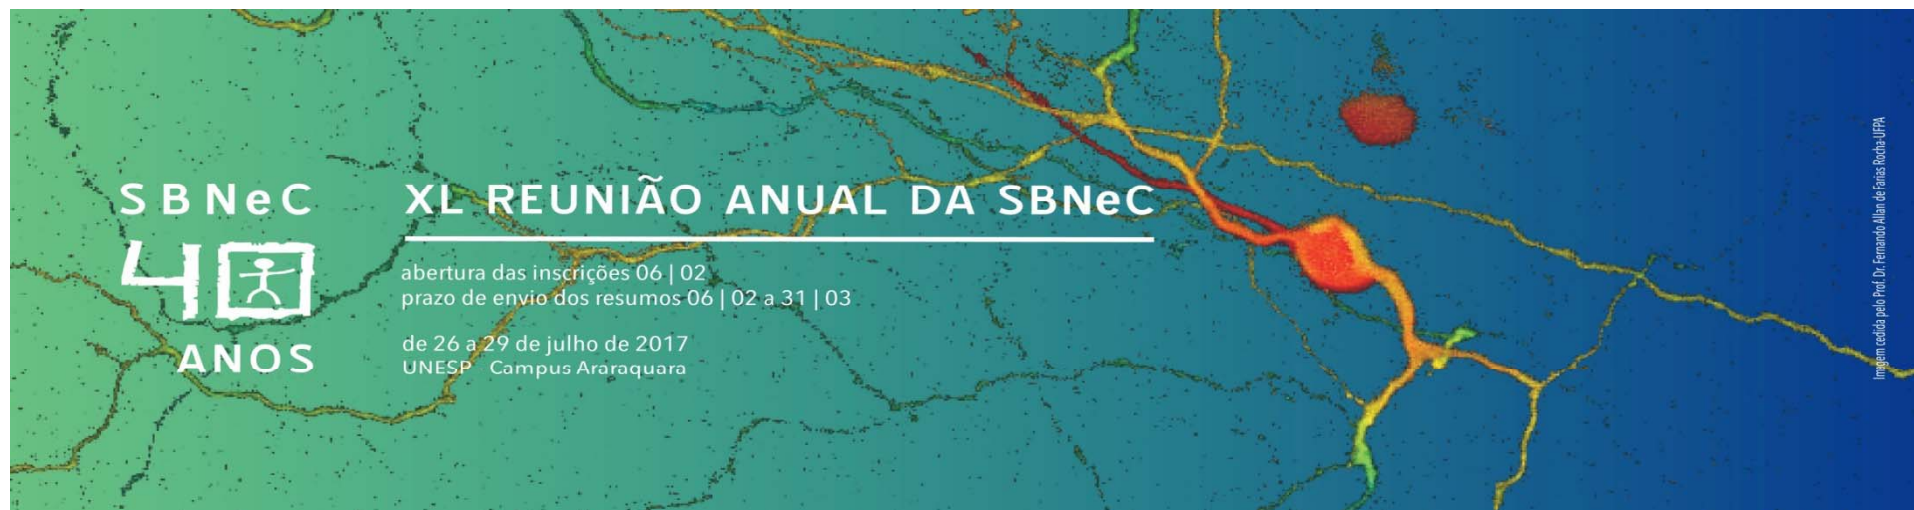 SBNeC
40
ANOS
XL REUNIÃO ANUAL DA SBNeC
abertura das inscrições 06 | 02
prazo de envio dos resumos 06 | 02 a 31 | 03
de 26 a 29 de julho de 2017
UNESP Campus Araraquara
Imagem cedida pelo Prof. Dr. Fernando Allan de Farias Rocha-UFPA